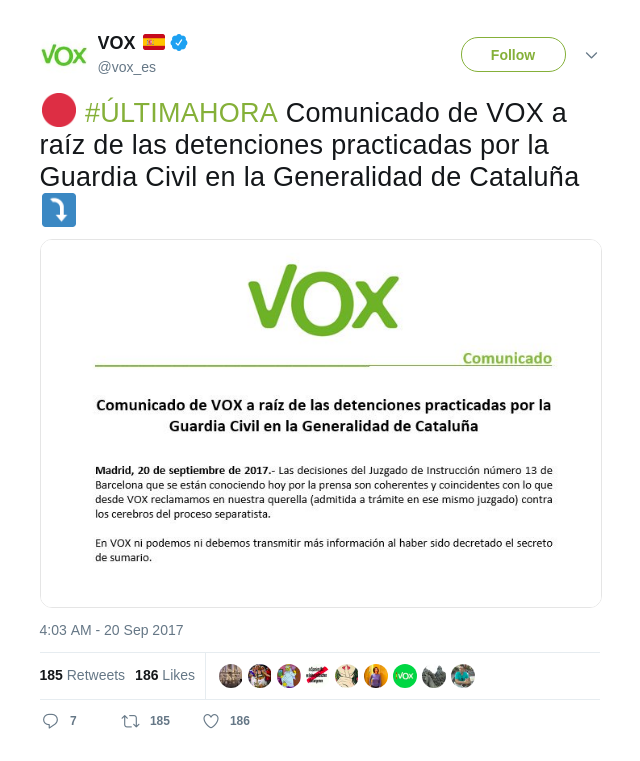 VOX
VOX
@vox_es
Follow
#ÚLTIMAHORA Comunicado de VOX a
raíz de las detenciones practicadas por la
Guardia Civil en la Generalidad de Cataluña
VOX
Comunicado
Comunicado de VOX a raíz de las detenciones practicadas por la
Guardia Civil en la Generalidad de Cataluña
Madrid, 20 de septiembre de 2017.- Las decisiones del Juzgado de Instrucción número 13 de
Barcelona que se están conociendo hoy por la prensa son coherentes y coincidentes con lo que
desde VOX reclamamos en nuestra querella (admitida a trámite en ese mismo juzgado) contra
los cerebros del proceso separatista.
En VOX ni podemos ni debemos transmitir más información al haber sido decretado el secreto
de sumario.
4:03 AM - 20 Sep 2017
185 Retweets 186 Likes
VOX
7 185 186